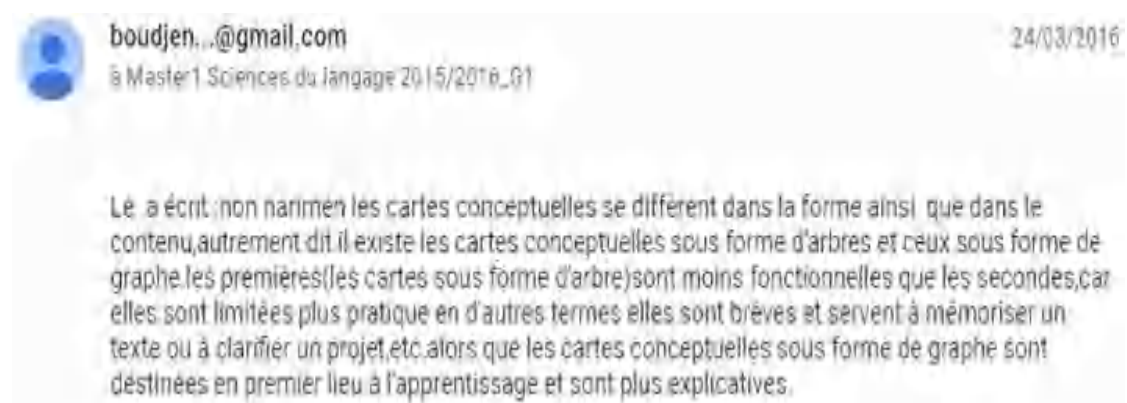 boudjen...@gmail.com
24/03/2016
à Master1 Sciences du langage 2015/2016_G1
Le a écrit :non narimen les cartes conceptuelles se différent dans la forme ainsi que dans le
contenu,autrement dit il existe les cartes conceptuelles sous forme d'arbres et ceux sous forme de
graphe.les premières(les cartes sous forme d'arbre)sont moins fonctionnelles que les secondes,car
elles sont limitées plus pratique en d'autres termes elles sont brèves et servent à mémoriser un
texte ou à clarifier un projet,etc.alors que les cartes conceptuelles sous forme de graphe sont
destinées en premier lieu à l'apprentissage et sont plus explicatives.